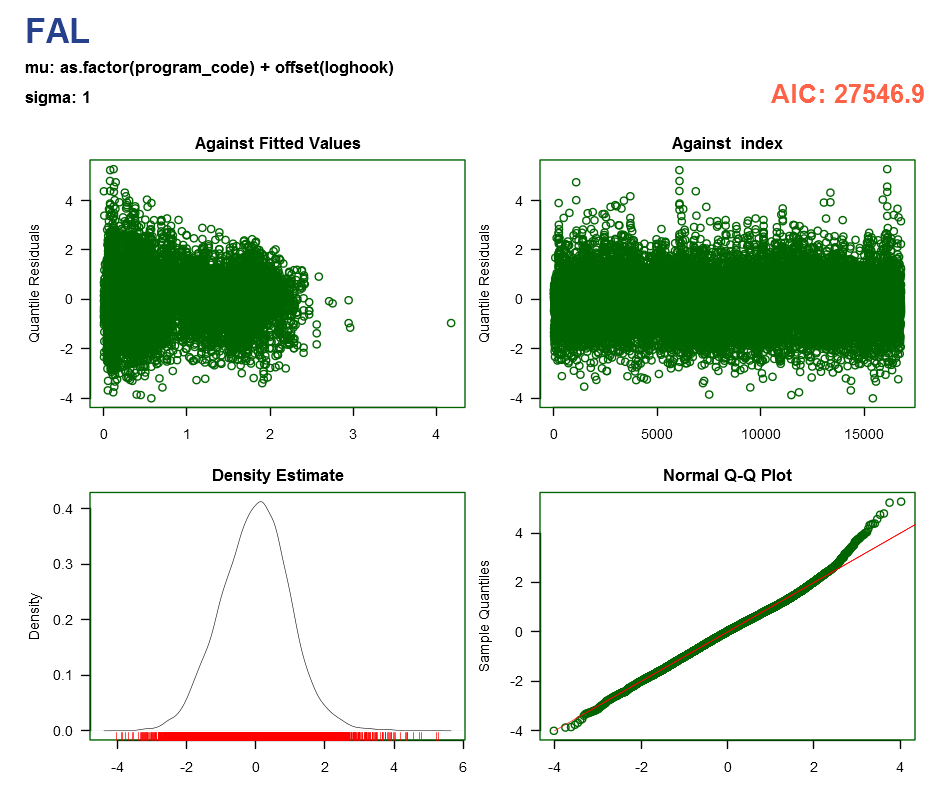 FAL
mu: as.factor(program_code) + offset(loghook)
sigma: 1
AIC: 27546.9
Against Fitted Values
Quantile Residuals
4
2
0
-2
-4
0 1 2 3 4
Against  index
Quantile Residuals
4
2
0
-2
-4
0 5000 10000 15000
Density Estimate
Density
0.4
0.3
0.2
0.1
0.0
-4 -2 0 2 4 6
Normal Q-Q Plot
Sample Quantiles
4
2
0
-2
-4
-4 -2 0 2 4